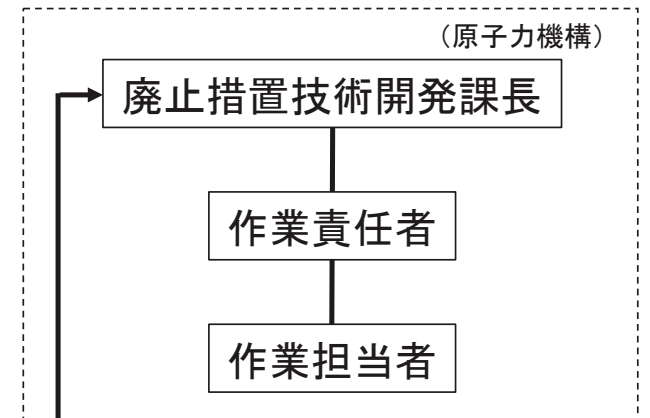 （原子力機構）
廃止措置技術開発課長
作業責任者
作業担当者